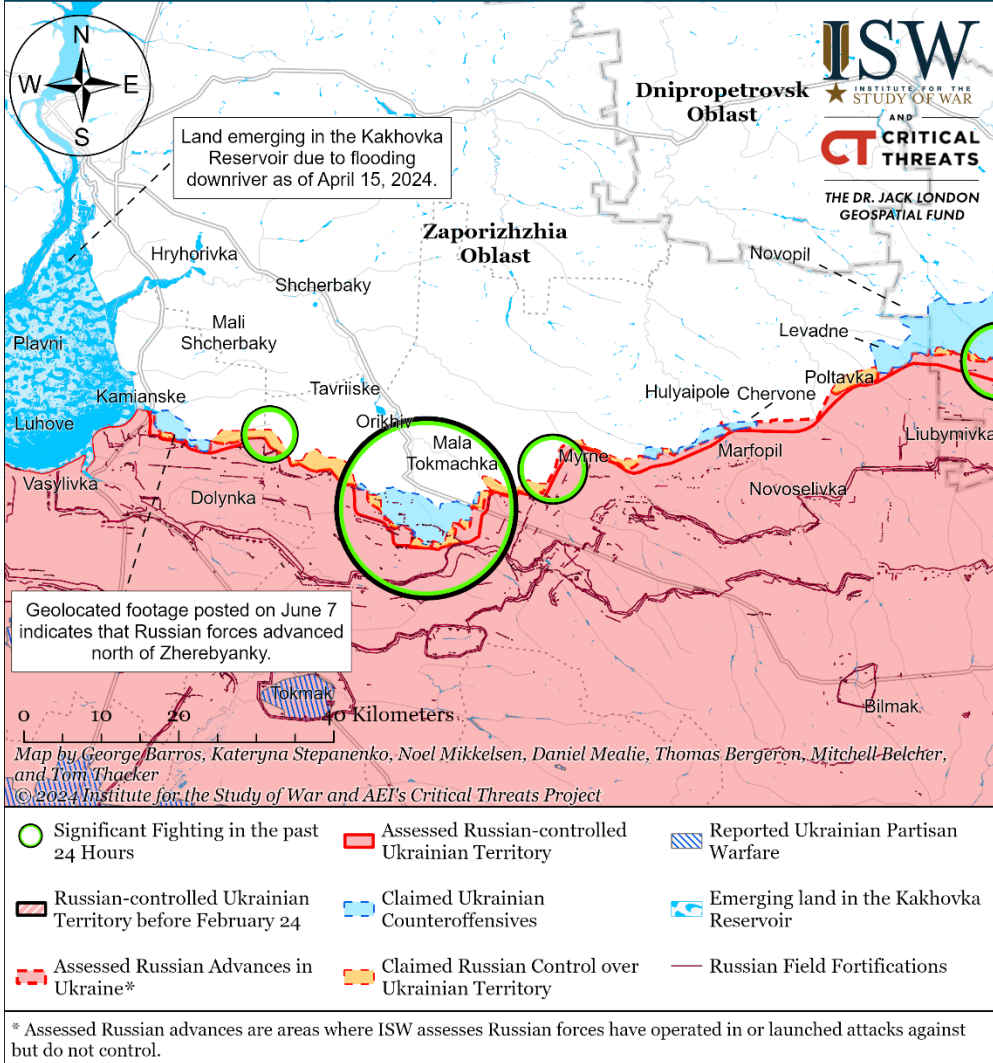 N
W
E
S
ISW
INSTITUTE FOR THE
STUDY OF WAR
AND
CT CRITICAL
THREATS
THE DR. JACK LONDON
GEOSPATIAL FUND
Dnipropetrovsk
Oblast
Land emerging in the Kakhovka
Reservoir due to flooding
downriver as of April 15, 2024.
Zaporizhzhia
Oblast
Hryhorivka
Novopil
Shcherbaky
Mali
Shcherbaky
Levadne
Plavni
Poltavka
Tavriiske
Hulyaipole
Chervone
Kamianske
Orikhiv
Luhove
Mala
Tokmachka
Liubymivka
Myrne
Marfopil
Vasylivka
Dolynka
Novoselivka
Geolocated footage posted on June 7
indicates that Russian forces advanced
north of Zherebyanky.
Tokmak
Bilmak
0 10 20 40 Kilometers
Map by George Barros, Kateryna Stepanenko, Noel Mikkelsen, Daniel Mealie, Thomas Bergeron, Mitchell Belcher,
and Tom Thacker
© 2024 Institute for the Study of War and AEI's Critical Threats Project
Significant Fighting in the past
24 Hours
Assessed Russian-controlled
Ukrainian Territory
Reported Ukrainian Partisan
Warfare
Russian-controlled Ukrainian
Territory before February 24
Claimed Ukrainian
Counteroffensives
Emerging land in the Kakhovka
Reservoir
Assessed Russian Advances in
Ukraine*
Claimed Russian Control over
Ukrainian Territory
Russian Field Fortifications
* Assessed Russian advances are areas where ISW assesses Russian forces have operated in or launched attacks against
but do not control.